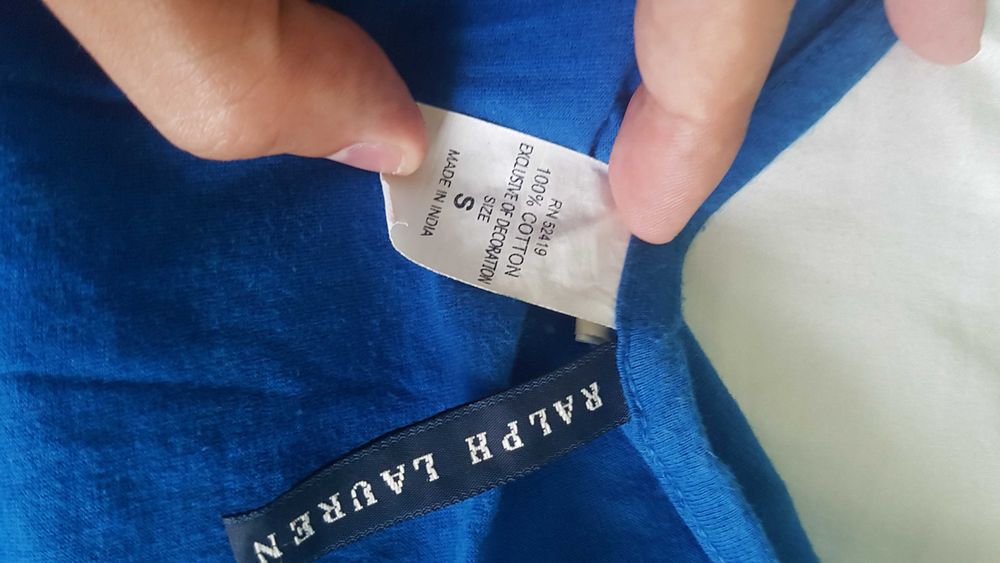 RN 52419
100% COTTON
EXCLUSIVE OF DECORATION
SIZE
S
MADE IN INDIA
RALPH LAUREN